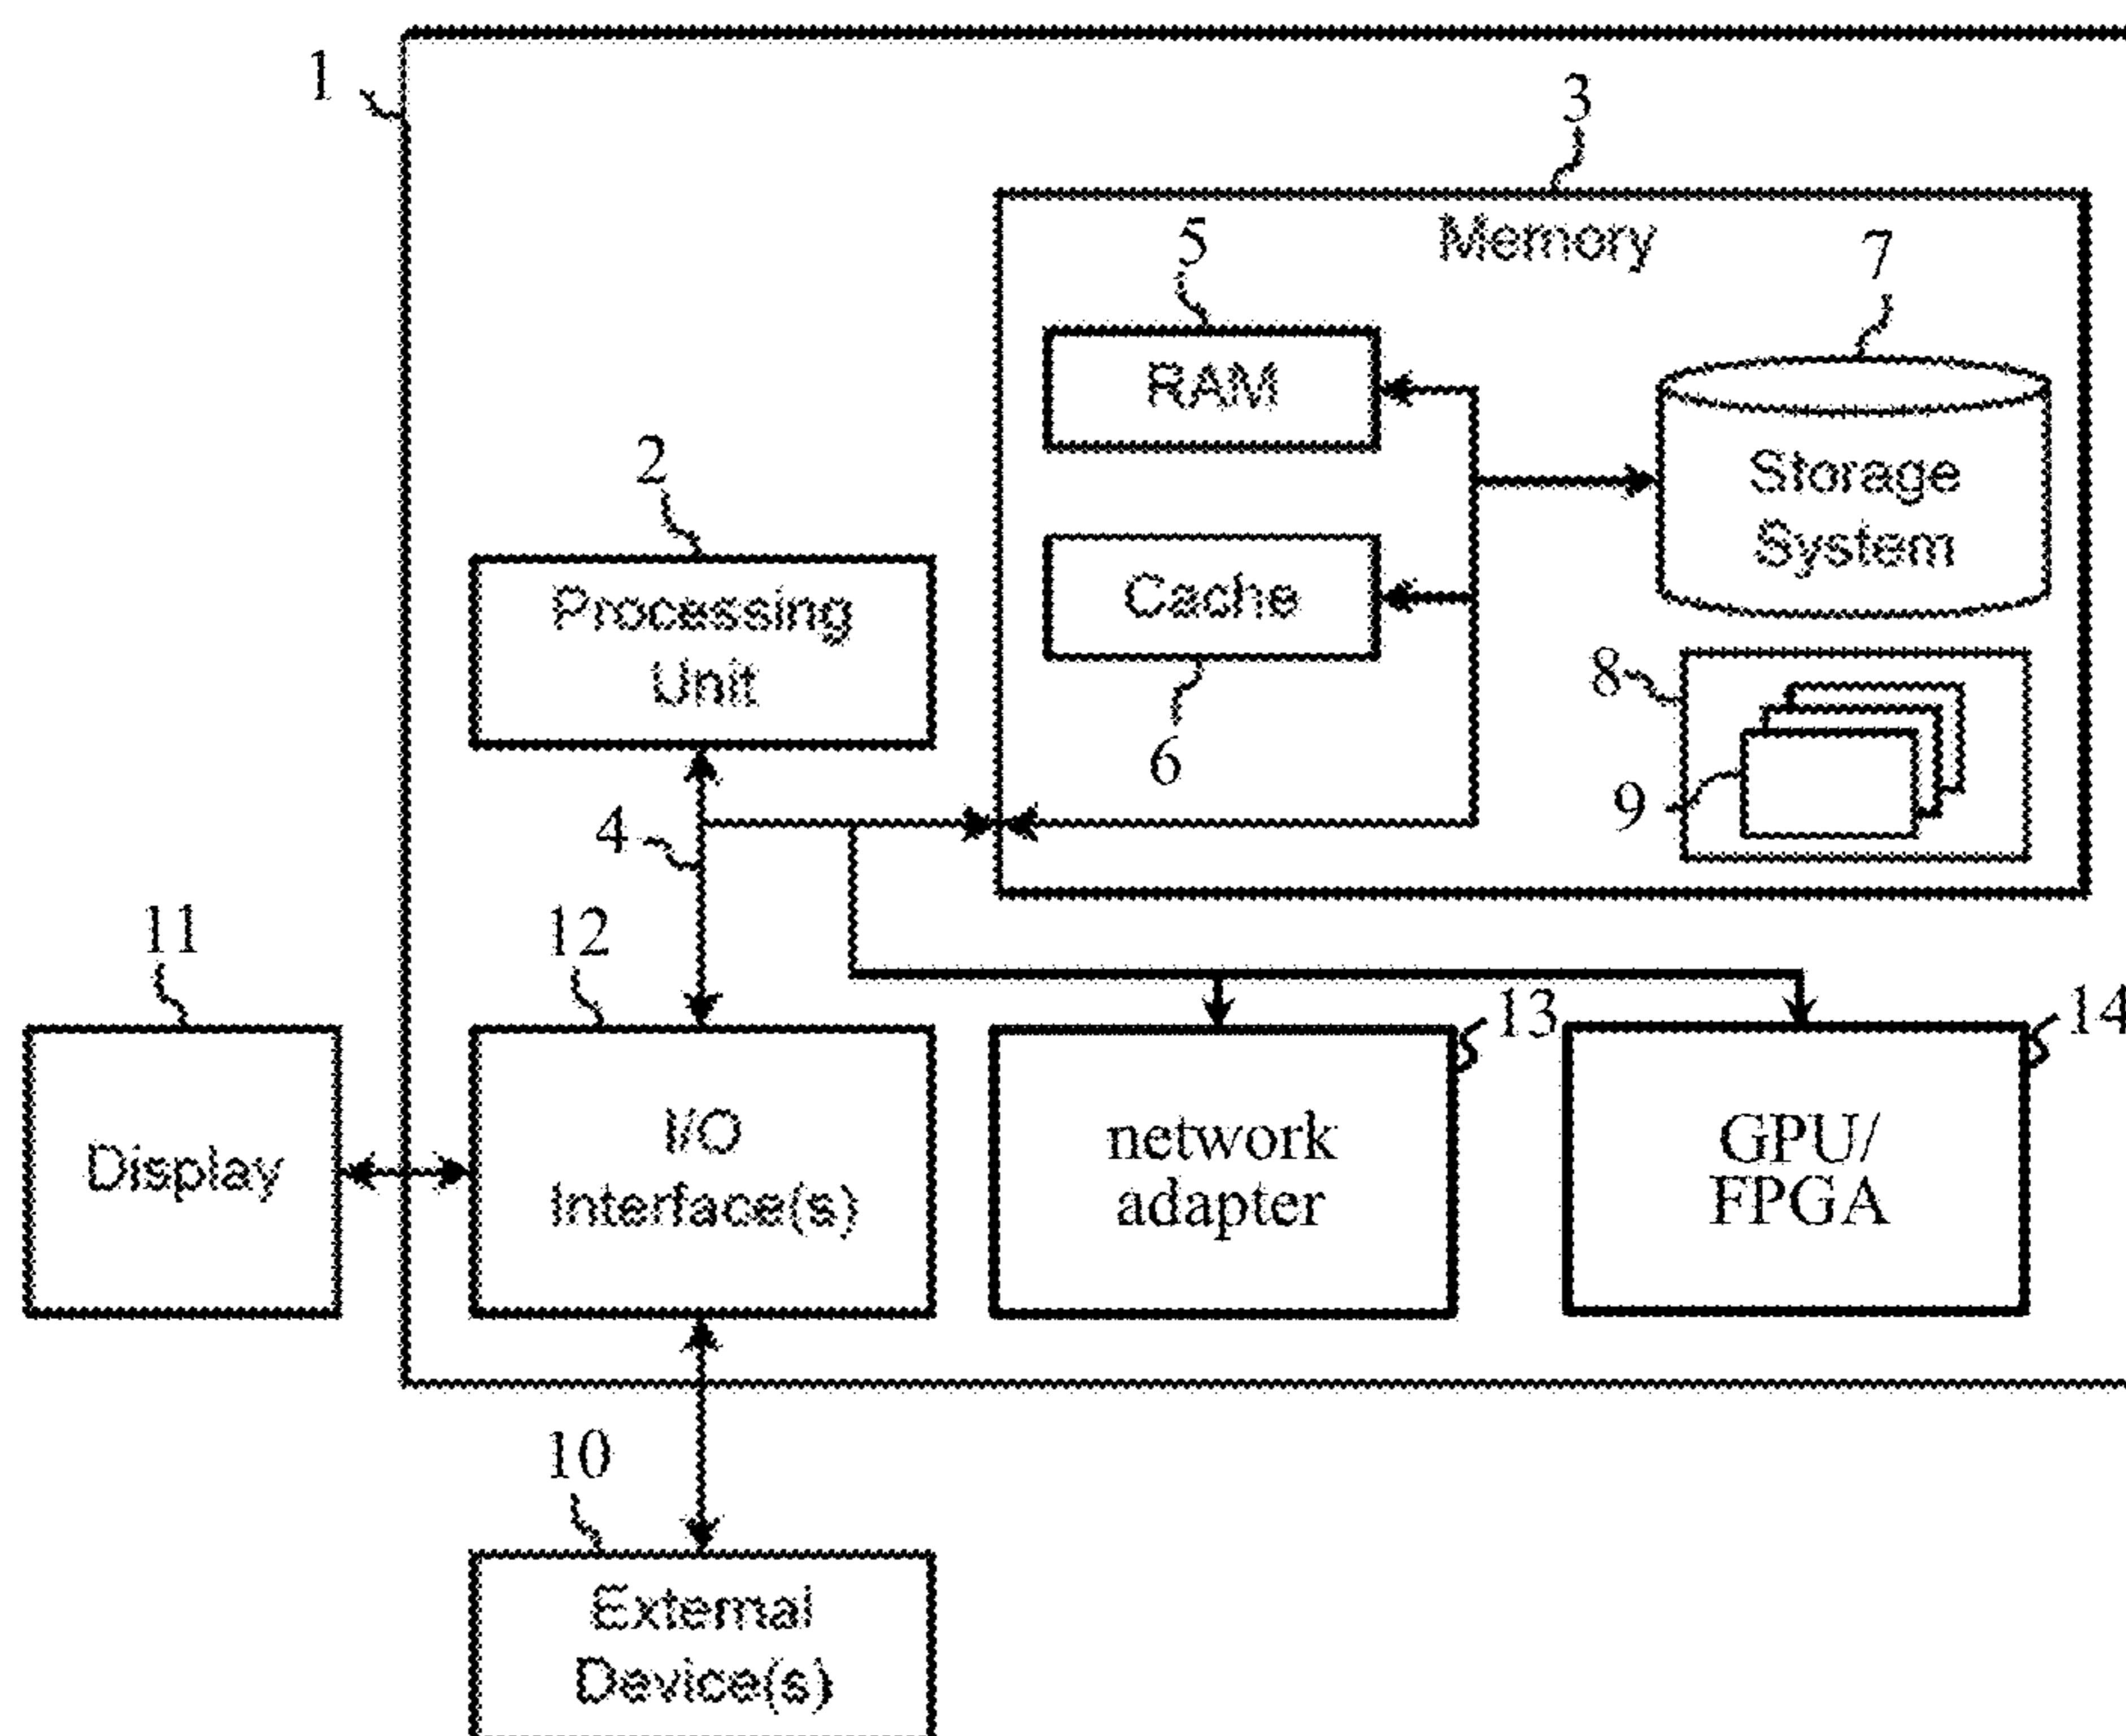 1
3
Memory
5
7
RAM
2
Storage
System
Processing
Unit
Cache
8
6
9
4
11
12
13
14
Display
I/O
Interface(s)
network
adapter
GPU/
FPGA
10
External
Device(s)